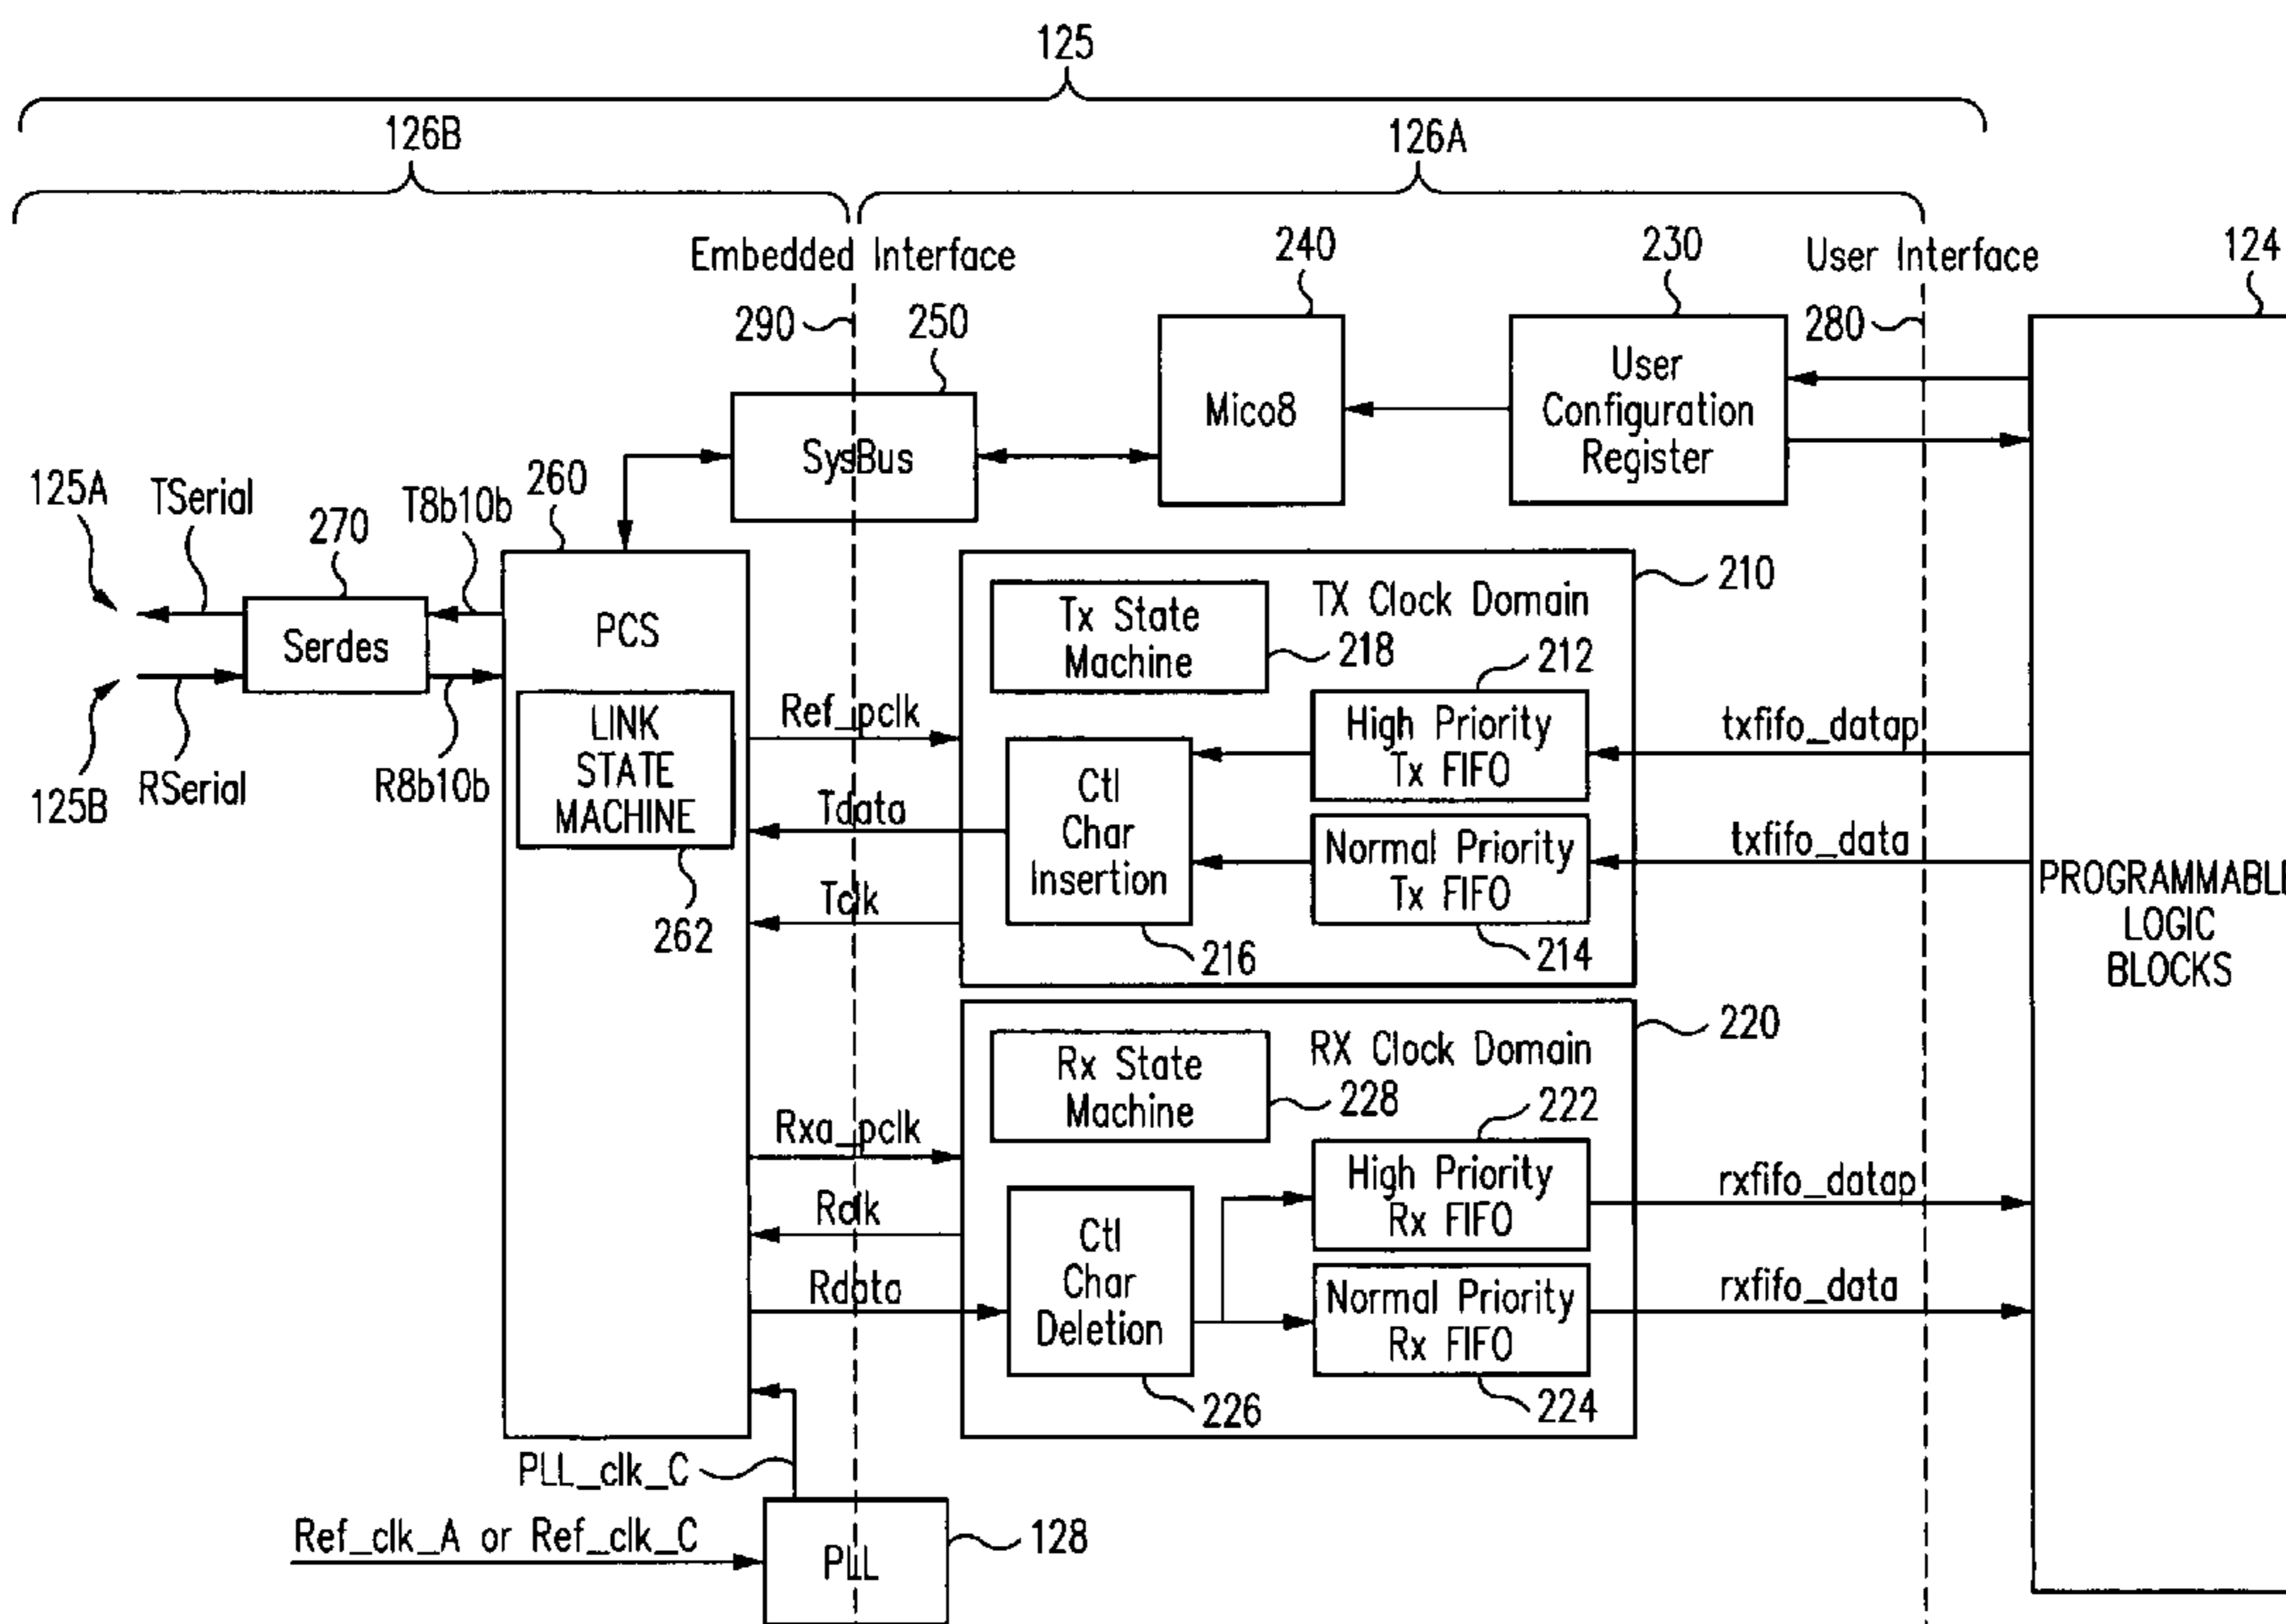 125
126B
126A
Embedded Interface
290
250
240
230
User Interface
280
124
SysBus
Mico8
User
Configuration
Register
125A
TSerial
270
T8b10b
260
Serdes
125B
RSerial
R8b10b
PCS
LINK
STATE
MACHINE
262
Ref_pclk
Tdata
Tclk
Tx State
Machine
218
TX Clock Domain
210
212
High Priority
Tx FIFO
Ctl
Char
Insertion
216
Normal Priority
Tx FIFO
214
txfifo_datap
txfifo_data
PROGRAMMABLE
LOGIC
BLOCKS
Rxa_pclk
Rclk
Rdata
Rx State
Machine
228
RX Clock Domain
220
222
High Priority
Rx FIFO
Ctl
Char
Deletion
226
Normal Priority
Rx FIFO
224
rxfifo_datap
rxfifo_data
PLL_clk_C
Ref_clk_A or Ref_clk_C
PLL
128